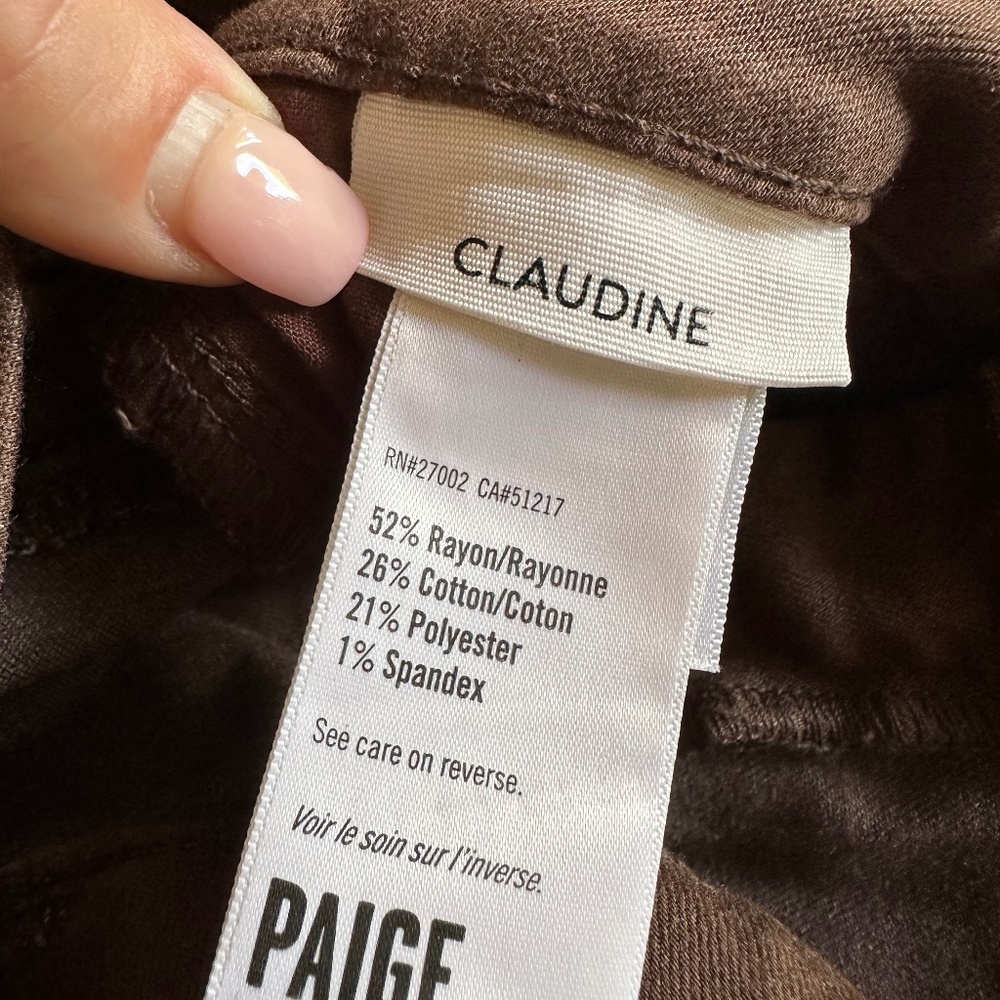 CLAUDINE
RN#27002 CA#51217
52% Rayon/Rayonne
26% Cotton/Coton
21% Polyester
1% Spandex
See care on reverse.
Voir le soin sur l'inverse.
PAIGE